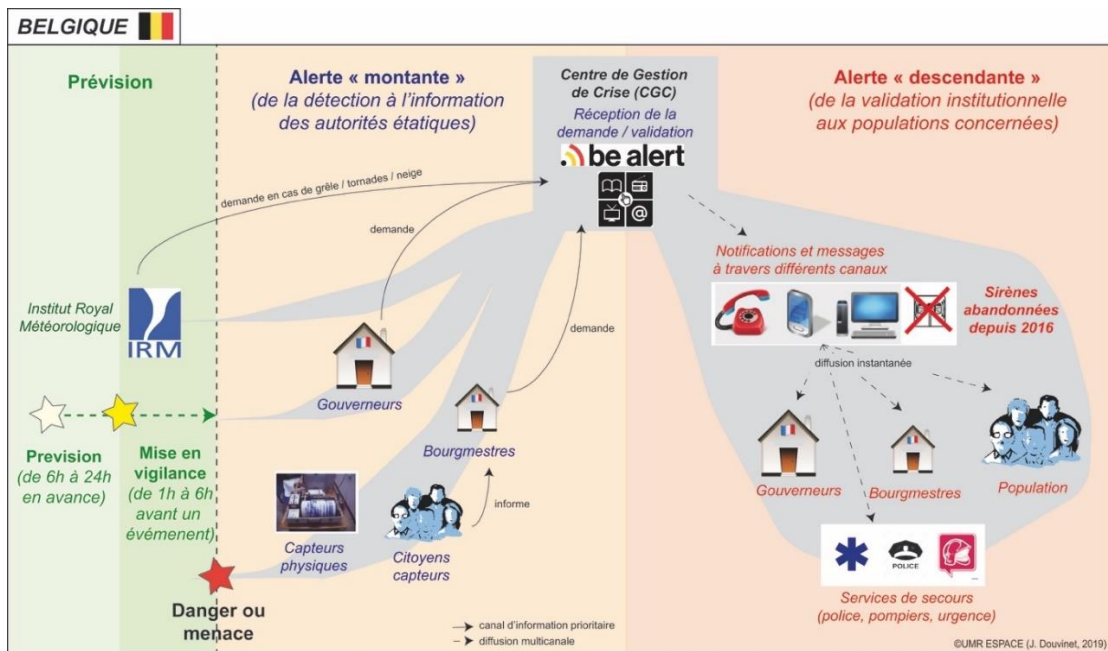 BELGIQUE
Prévision
Alerte « montante »
(de la détection à l'information
des autorités étatiques)
Centre de Gestion
de Crise (CGC)
Réception de la
demande / validation
be alert
@
Alerte « descendante »
(de la validation institutionnelle
aux populations concernées)
demande en cas de grêle / tornades / neige
demande
Institut Royal
Météorologique
IRM
Gouverneurs
demande
Bourgmestres
informe
Capteurs
physiques
Citoyens
capteurs
Prevision
(de 6h à 24h
en avance)
Mise en
vigilance
(de 1h à 6h
avant un
événement)
Danger ou
menace
canal d'information prioritaire
diffusion multicanale
Notifications et messages
à travers différents canaux
Sirènes
abandonnées
depuis 2016
diffusion instantanée
Gouverneurs
Bourgmestres
Population
POLICE
Services de secours
(police, pompiers, urgence)
©UMR ESPACE (J. Douvinet, 2019)